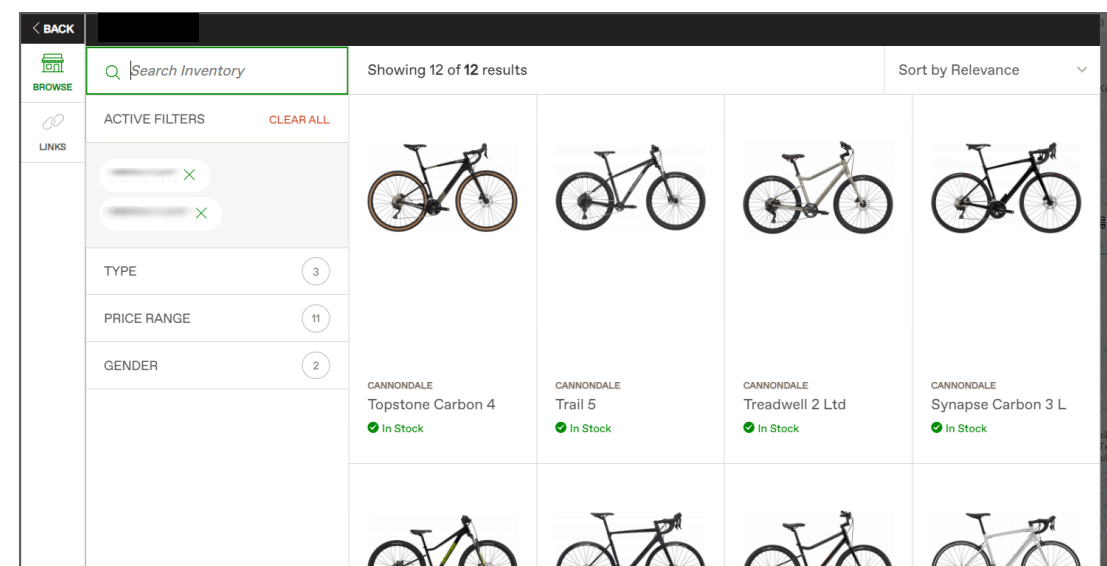 BACK
BROWSE
LINKS
Search Inventory
ACTIVE FILTERS CLEAR ALL
TYPE 3
PRICE RANGE 11
GENDER 2
Showing 12 of 12 results
Sort by Relevance
CANNONDALE
Topstone Carbon 4
In Stock
CANNONDALE
Trail 5
In Stock
CANNONDALE
Treadwell 2 Ltd
In Stock
CANNONDALE
Synapse Carbon 3 L
In Stock